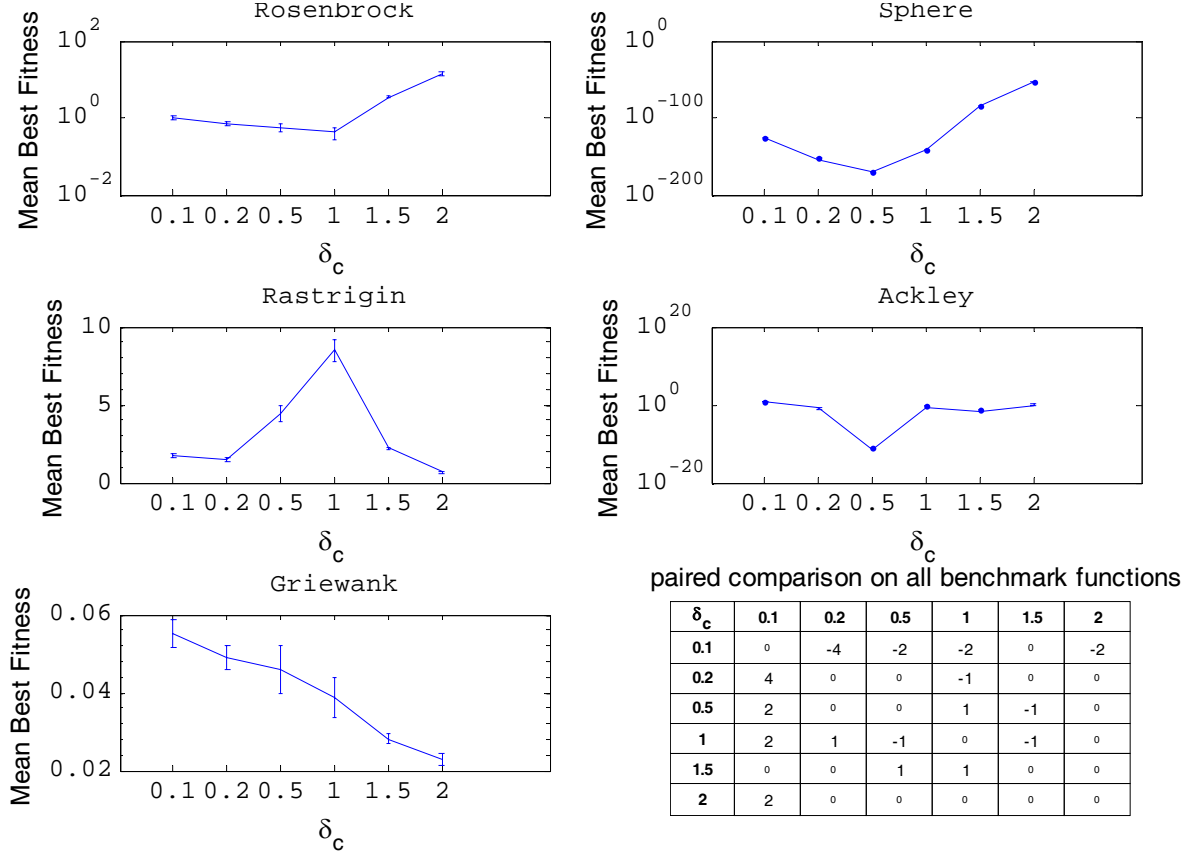 Rosenbrock
Mean Best Fitness
10^2
10^0
10^-2
0.1 0.2 0.5 1 1.5 2
δ_c
Sphere
Mean Best Fitness
10^0
10^-100
10^-200
0.1 0.2 0.5 1 1.5 2
δ_c
Rastrigin
Mean Best Fitness
10
5
0
0.1 0.2 0.5 1 1.5 2
δ_c
Ackley
Mean Best Fitness
10^20
10^0
10^-20
0.1 0.2 0.5 1 1.5 2
δ_c
Griewank
Mean Best Fitness
0.06
0.04
0.02
0.1 0.2 0.5 1 1.5 2
δ_c
paired comparison on all benchmark functions
δ_c 0.1 0.2 0.5 1 1.5 2
0.1 0 -4 -2 -2 0 -2
0.2 4 0 0 -1 0 0
0.5 2 0 0 1 -1 0
1 2 1 -1 0 -1 0
1.5 0 0 1 1 0 0
2 2 0 0 0 0 0